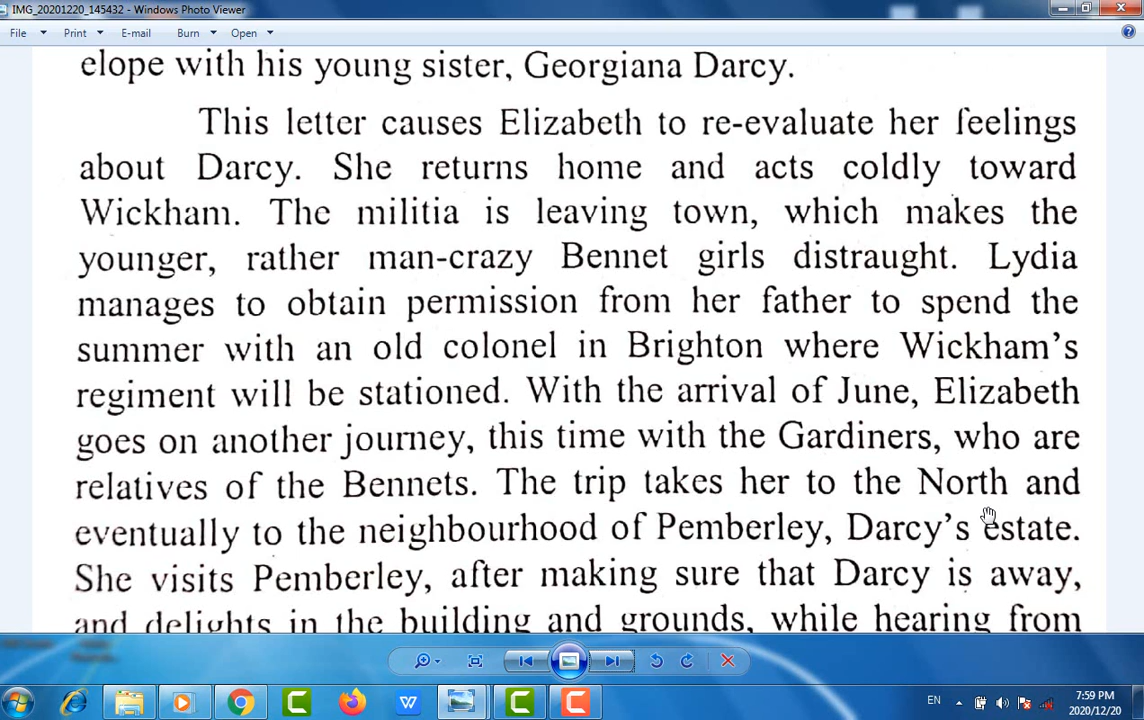 IMG_20201220_145432 - Windows Photo Viewer
File Print E-mail Burn Open
elope with his young sister, Georgiana Darcy.
This letter causes Elizabeth to re-evaluate her feelings
about Darcy. She returns home and acts coldly toward
Wickham. The militia is leaving town, which makes the
younger, rather man-crazy Bennet girls distraught. Lydia
manages to obtain permission from her father to spend the
summer with an old colonel in Brighton where Wickham's
regiment will be stationed. With the arrival of June, Elizabeth
goes on another journey, this time with the Gardiners, who are
relatives of the Bennets. The trip takes her to the North and
eventually to the neighbourhood of Pemberley, Darcy's estate.
She visits Pemberley, after making sure that Darcy is away,
and delights in the building and grounds, while hearing from
EN
7:59 PM
2020/12/20